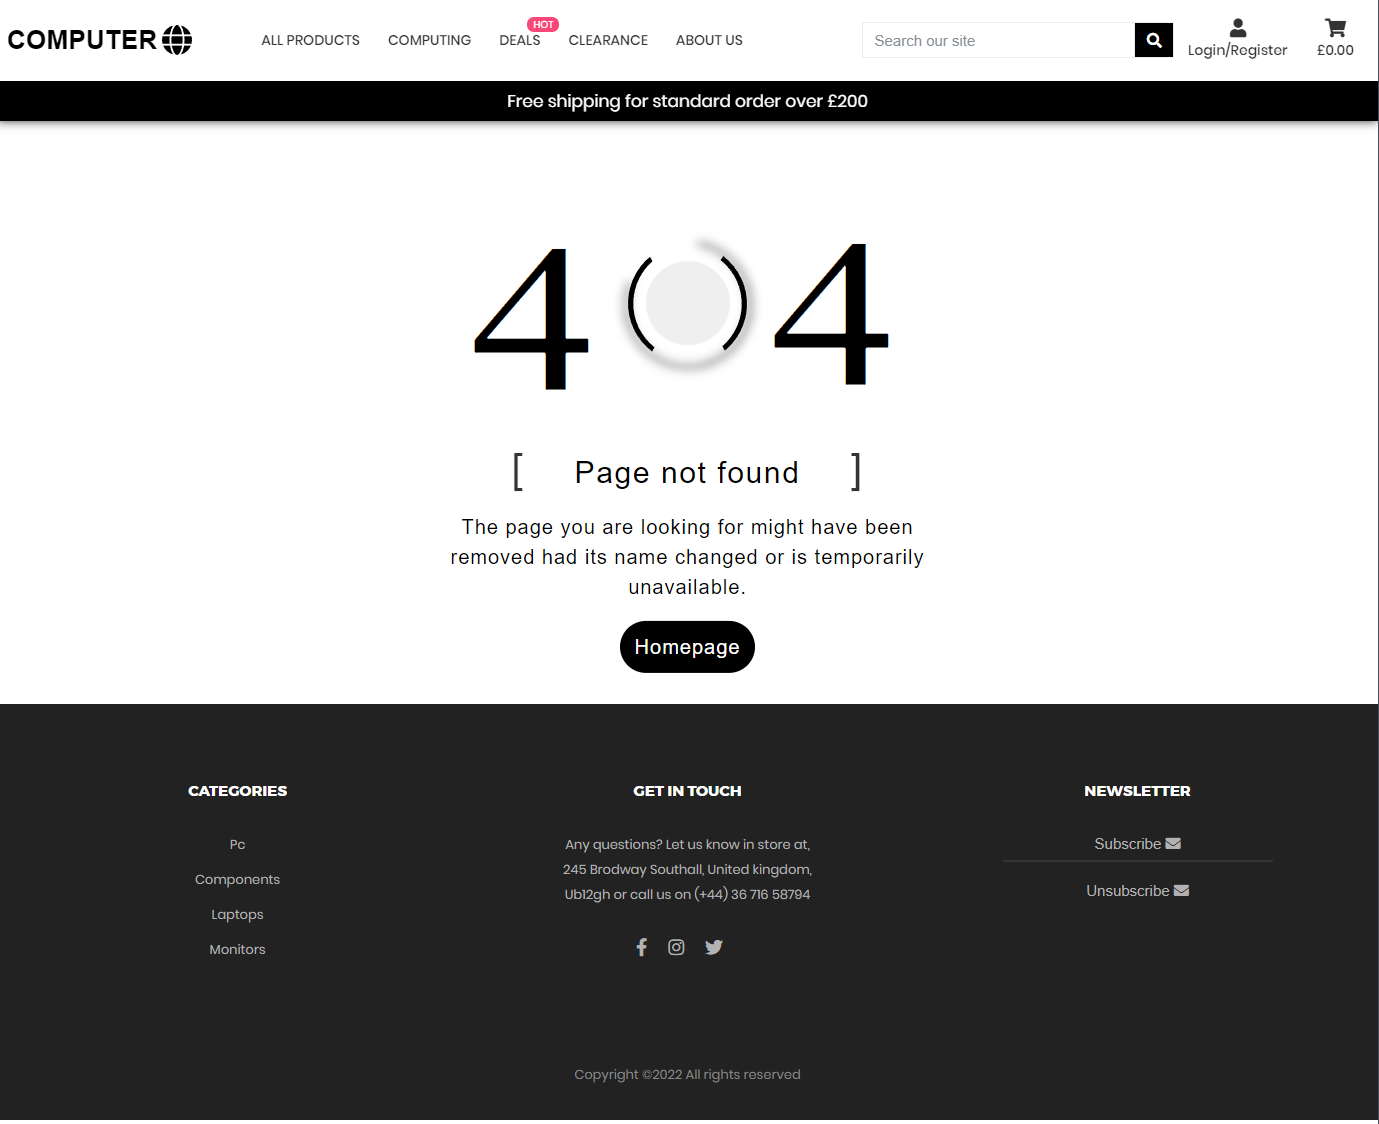 COMPUTER
ALL PRODUCTS COMPUTING DEALS HOT CLEARANCE ABOUT US
Search our site
Login/Register £0.00
Free shipping for standard order over £200
4 4
[ Page not found ]
The page you are looking for might have been
removed had its name changed or is temporarily
unavailable.
Homepage
CATEGORIES
Pc
Components
Laptops
Monitors
GET IN TOUCH
Any questions? Let us know in store at,
245 Brodway Southall, United kingdom,
Ub12gh or call us on (+44) 36 716 58794
NEWSLETTER
Subscribe
Unsubscribe
Copyright ©2022 All rights reserved